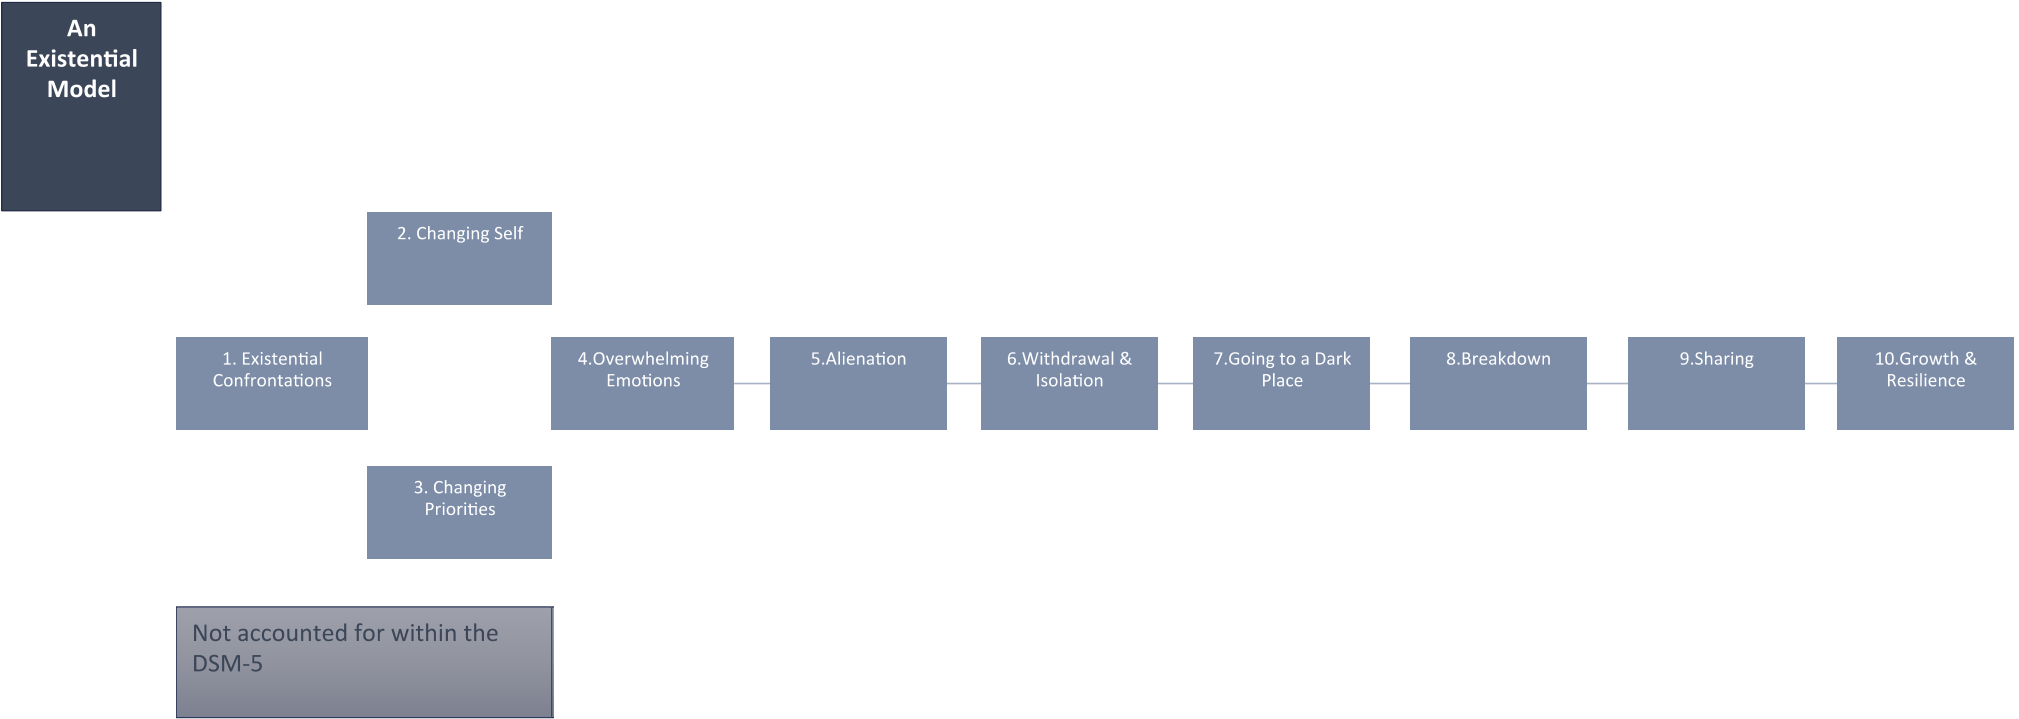 An
Existential
Model
2. Changing Self
1. Existential
Confrontations
4.Overwhelming
Emotions
5.Alienation
6.Withdrawal &
Isolation
7.Going to a Dark
Place
8.Breakdown
9.Sharing
10.Growth &
Resilience
3. Changing
Priorities
Not accounted for within the
DSM-5